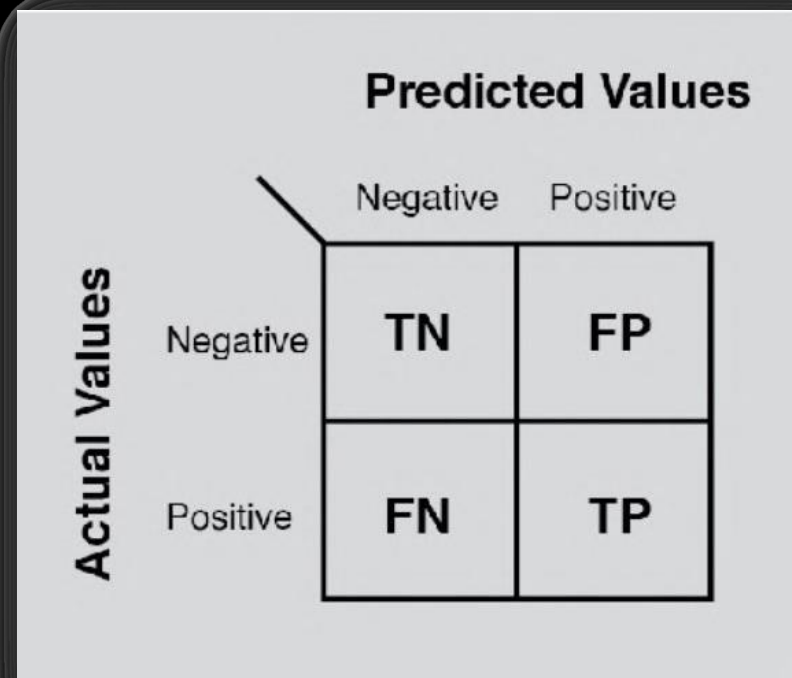 Predicted Values
Negative Positive
Actual Values
Negative TN FP
Positive FN TP